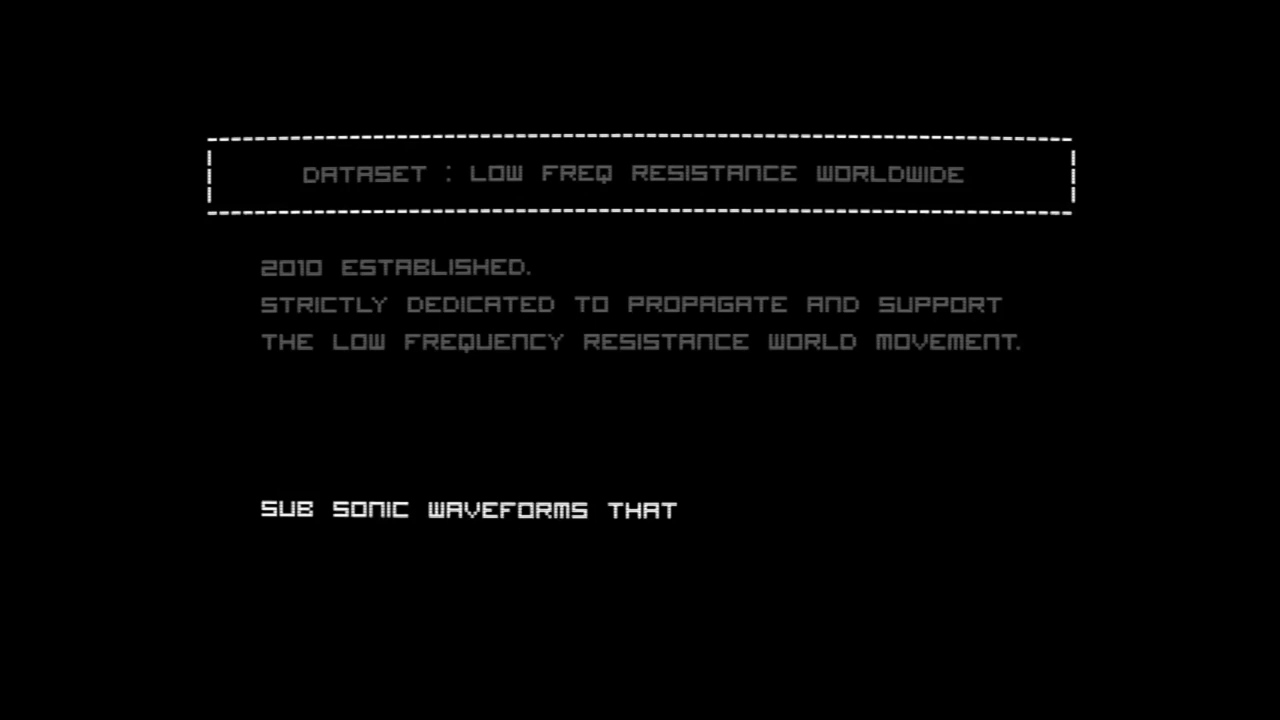 DATASET : LOW FREQ RESISTANCE WORLDWIDE
2010 ESTABLISHED.
STRICTLY DEDICATED TO PROPAGATE AND SUPPORT
THE LOW FREQUENCY RESISTANCE WORLD MOVEMENT.
SUB SONIC WAVEFORMS THAT